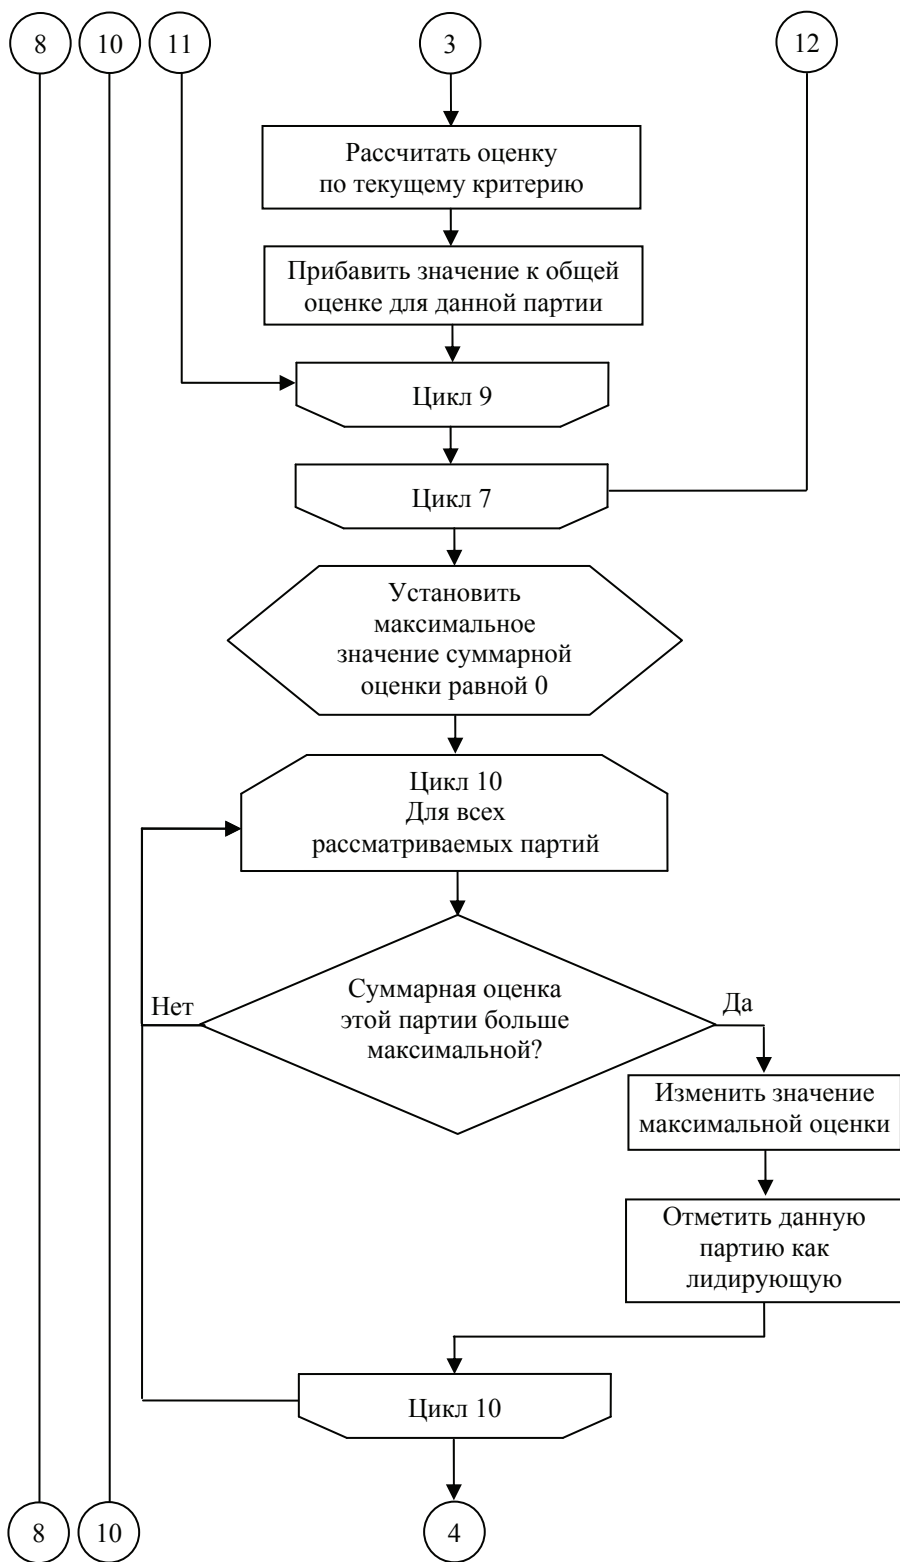 8
10
11
3
12
Рассчитать оценку
по текущему критерию
Прибавить значение к общей
оценке для данной партии
Цикл 9
Цикл 7
Установить
максимальное
значение суммарной
оценки равной 0
Цикл 10
Для всех
рассматриваемых партий
Суммарная оценка
этой партии больше
максимальной?
Нет
Да
Изменить значение
максимальной оценки
Отметить данную
партию как
лидирующую
Цикл 10
8
10
4